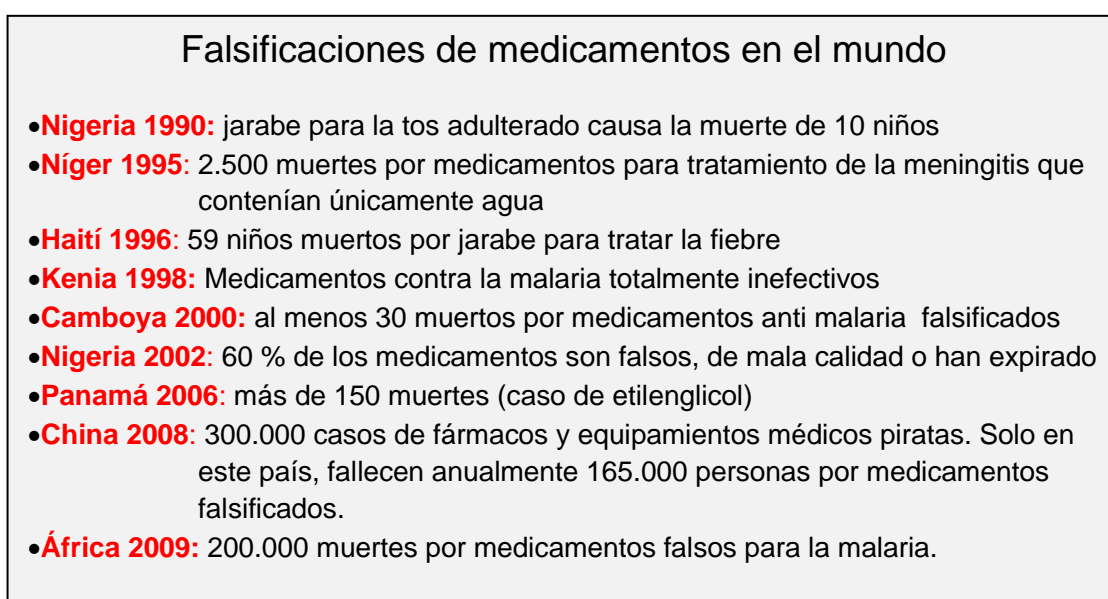 Falsificaciones de medicamentos en el mundo
•Nigeria 1990: jarabe para la tos adulterado causa la muerte de 10 niños
•Níger 1995: 2.500 muertes por medicamentos para tratamiento de la meningitis que
contenían únicamente agua
•Haití 1996: 59 niños muertos por jarabe para tratar la fiebre
•Kenia 1998: Medicamentos contra la malaria totalmente inefectivos
•Camboya 2000: al menos 30 muertos por medicamentos anti malaria falsificados
•Nigeria 2002: 60 % de los medicamentos son falsos, de mala calidad o han expirado
•Panamá 2006: más de 150 muertes (caso de etilenglicol)
•China 2008: 300.000 casos de fármacos y equipamientos médicos piratas. Solo en
este país, fallecen anualmente 165.000 personas por medicamentos
falsificados.
•África 2009: 200.000 muertes por medicamentos falsos para la malaria.